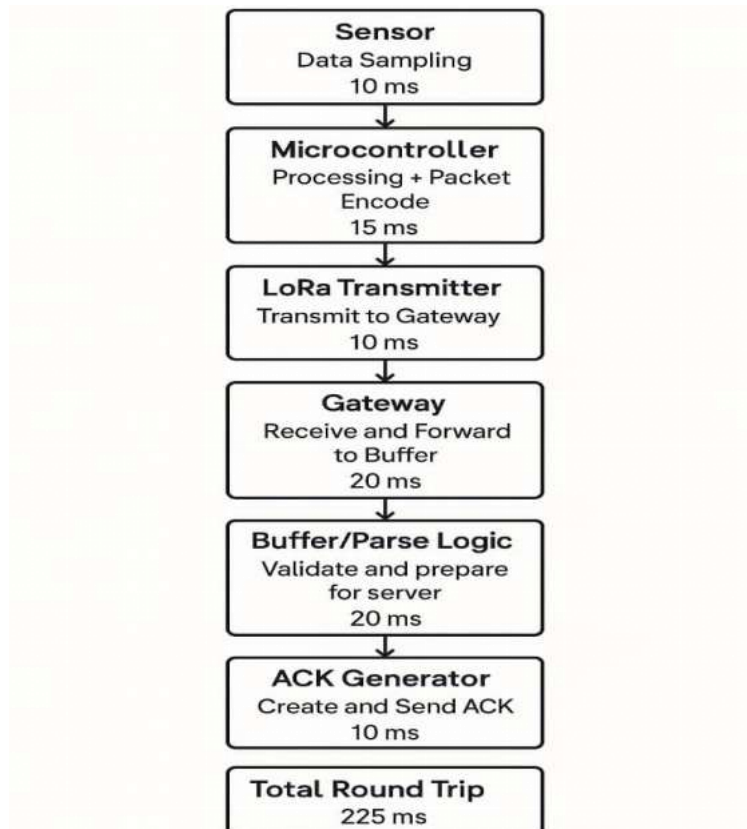 Sensor
Data Sampling
10 ms
Microcontroller
Processing + Packet
Encode
15 ms
LoRa Transmitter
Transmit to Gateway
10 ms
Gateway
Receive and Forward
to Buffer
20 ms
Buffer/Parse Logic
Validate and prepare
for server
20 ms
ACK Generator
Create and Send ACK
10 ms
Total Round Trip
225 ms